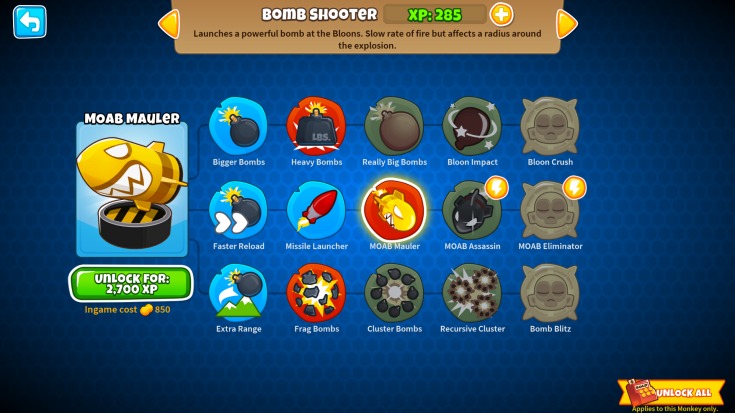 Bomb Shooter
XP: 285
Launches a powerful bomb at the Bloons. Slow rate of fire but affects a radius around
the explosion.
MOAB Mauler
Unlock for:
2,700 XP
Ingame cost 850
LBS.
Bigger Bombs
Heavy Bombs
Really Big Bombs
Bloon Impact
Bloon Crush
Faster Reload
Missile Launcher
MOAB Mauler
MOAB Assassin
MOAB Eliminator
Extra Range
Frag Bombs
Cluster Bombs
Recursive Cluster
Bomb Blitz
Unlock All
Applies to this Monkey only.